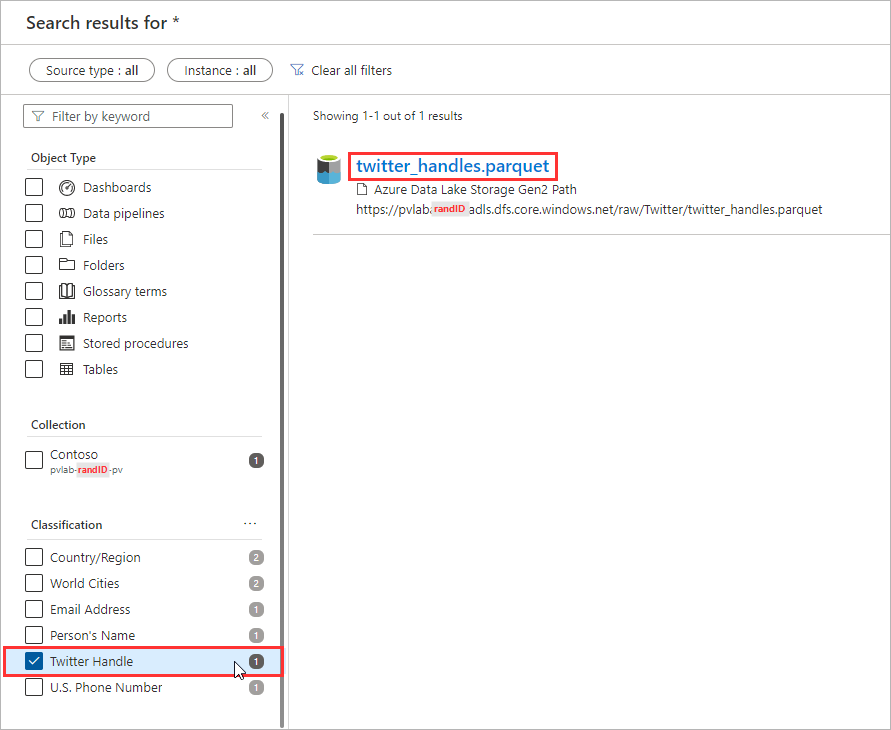 Search results for *
Source type : all
Instance : all
Clear all filters
Filter by keyword
«
Object Type
Dashboards
Data pipelines
Files
Folders
Glossary terms
Reports
Stored procedures
Tables
Collection
Contoso 1
pvlab-randID-pv
Classification ...
Country/Region 2
World Cities 2
Email Address 1
Person's Name 1
Twitter Handle 1
U.S. Phone Number 1
Showing 1-1 out of 1 results
twitter_handles.parquet
Azure Data Lake Storage Gen2 Path
https://pvlabrandIDadls.dfs.core.windows.net/raw/Twitter/twitter_handles.parquet